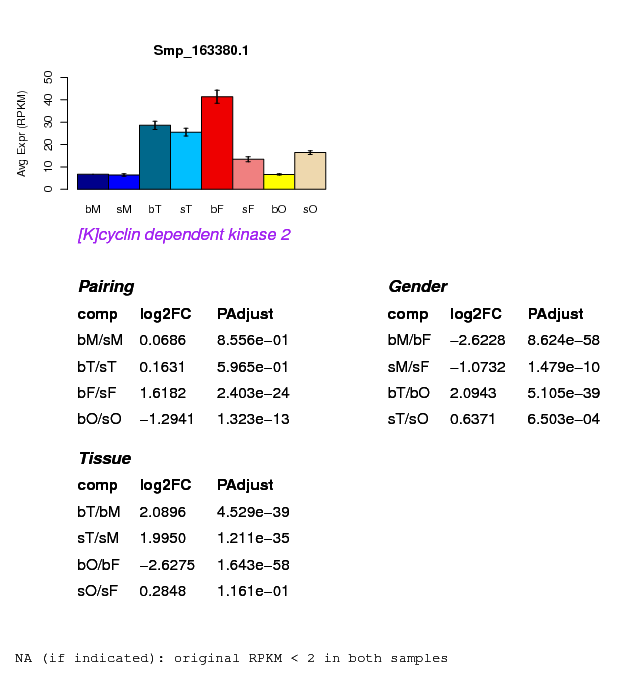 Smp_163380.1
Avg Expr (RPKM)
50
40
30
20
10
0
bM sM bT sT bF sF bO sO
[K]cyclin dependent kinase 2
Pairing
comp log2FC PAdjust
bM/sM 0.0686 8.556e−01
bT/sT 0.1631 5.965e−01
bF/sF 1.6182 2.403e−24
bO/sO −1.2941 1.323e−13
Gender
comp log2FC PAdjust
bM/bF −2.6228 8.624e−58
sM/sF −1.0732 1.479e−10
bT/bO 2.0943 5.105e−39
sT/sO 0.6371 6.503e−04
Tissue
comp log2FC PAdjust
bT/bM 2.0896 4.529e−39
sT/sM 1.9950 1.211e−35
bO/bF −2.6275 1.643e−58
sO/sF 0.2848 1.161e−01
NA (if indicated): original RPKM < 2 in both samples